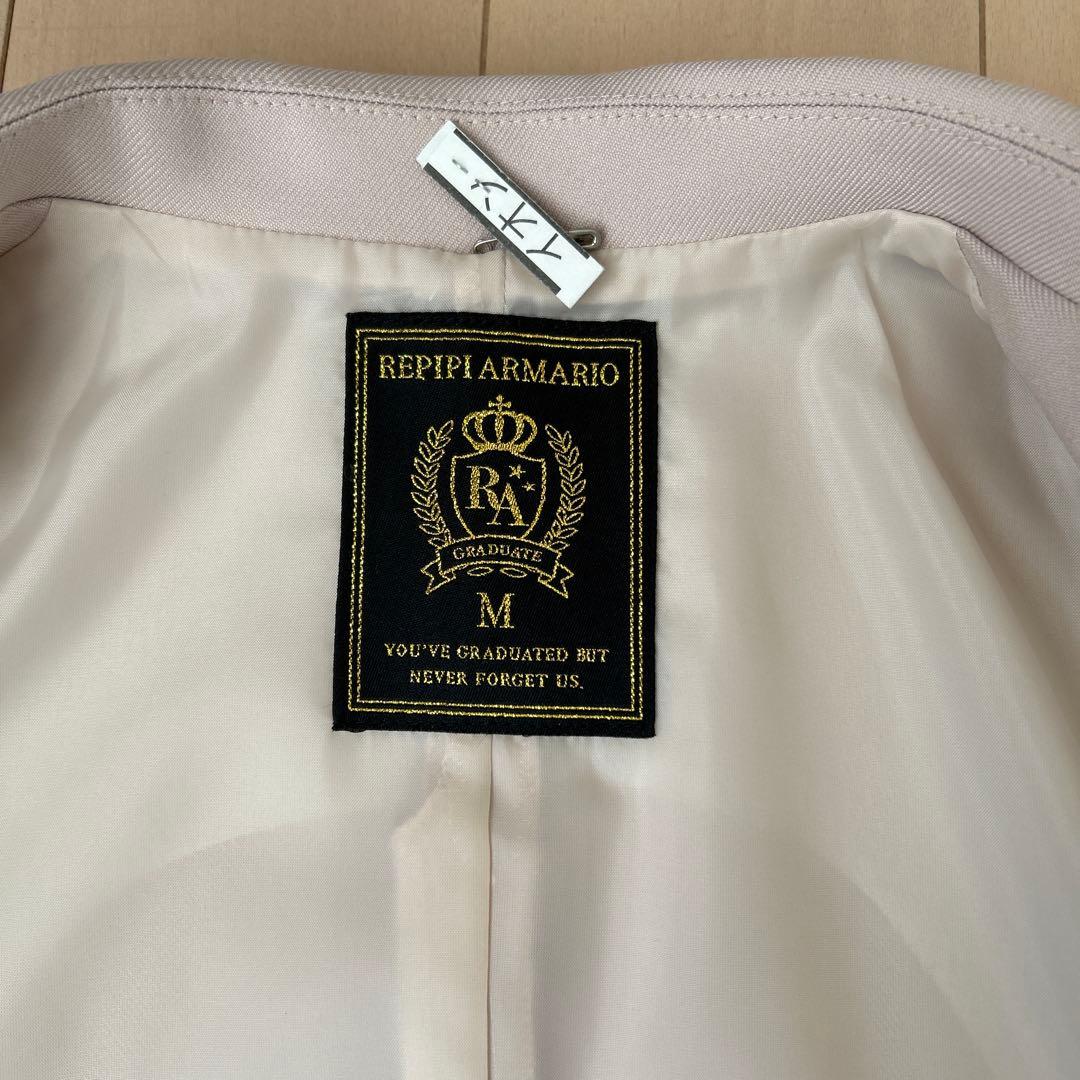 REPIPI ARMARIO
RA
GRADUATE
M
YOU'VE GRADUATED BUT
NEVER FORGET US.